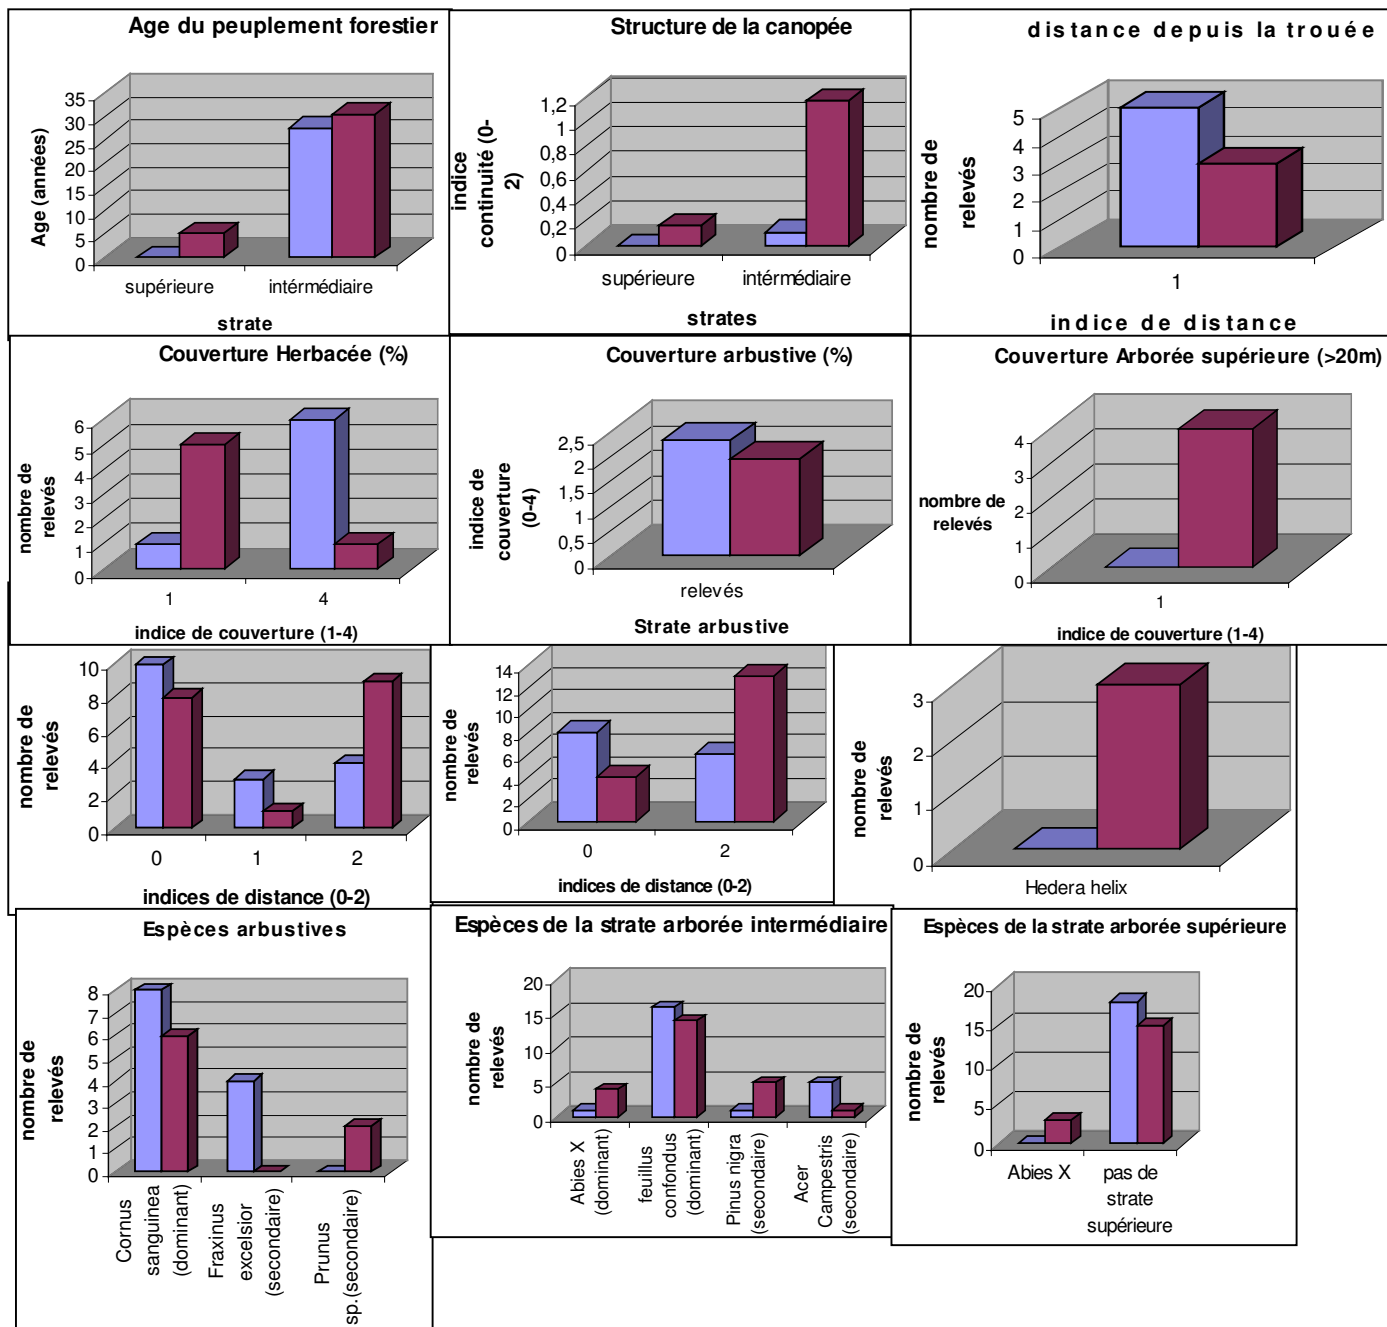 Age du peuplement forestier
35
30
25
20
15
10
5
0
Age (années)
supérieure
intérmédiaire
strate
Structure de la canopée
1,2
1
0,8
0,6
0,4
0,2
0
indice
continuité (0-
2)
supérieure
intérmédiaire
strates
distance depuis la trouée
5
4
3
2
1
0
nombre de
relevés
1
indice de distance
Couverture Herbacée (%)
6
5
4
3
2
1
0
nombre de
relevés
1
4
indice de couverture (1-4)
Couverture arbustive (%)
2,5
2
1,5
1
0,5
0
indice de
couverture
(0-4)
relevés
Strate arbustive
Couverture Arborée supérieure (>20m)
4
3
2
1
0
nombre de
relevés
1
indice de couverture (1-4)
10
8
6
4
2
0
nombre de
relevés
0
1
2
indices de distance (0-2)
14
12
10
8
6
4
2
0
nombre de
relevés
0
2
indices de distance (0-2)
3
2
1
0
nombre de
relevés
Hedera helix
Espèces arbustives
8
7
6
5
4
3
2
1
0
nombre de
relevés
Cornus
sanguinea
(dominant)
Fraxinus
excelsior
(secondaire)
Prunus
sp.(secondaire)
Espèces de la strate arborée intermédiaire
20
15
10
5
0
nombre de
relevés
Abies X
(dominant)
feuillus
confondus
(dominant)
Pinus nigra
(secondaire)
Acer
Campestris
(secondaire)
Espèces de la strate arborée supérieure
20
15
10
5
0
nombre de
relevés
Abies X
pas de
strate
supérieure